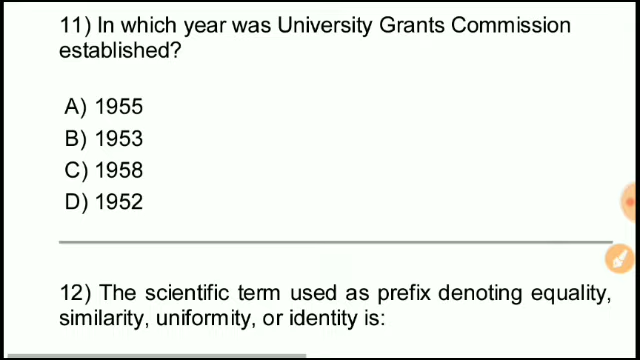 11) In which year was University Grants Commission
established?
A) 1955
B) 1953
C) 1958
D) 1952
12) The scientific term used as prefix denoting equality,
similarity, uniformity, or identity is: